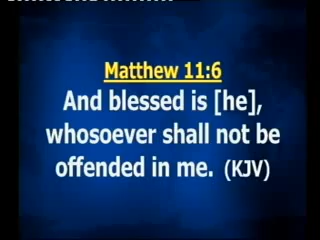 Matthew 11:6
And blessed is [he],
whosoever shall not be
offended in me. (KJV)